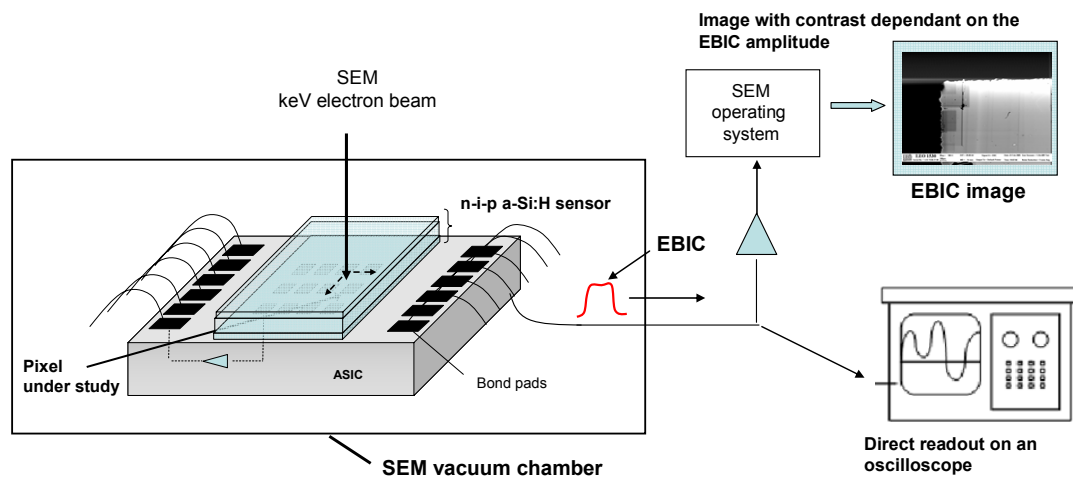 Image with contrast dependant on the
EBIC amplitude
SEM
keV electron beam
SEM
operating
system
EBIC image
n-i-p a-Si:H sensor
EBIC
Pixel
under study
ASIC
Bond pads
SEM vacuum chamber
Direct readout on an
oscilloscope